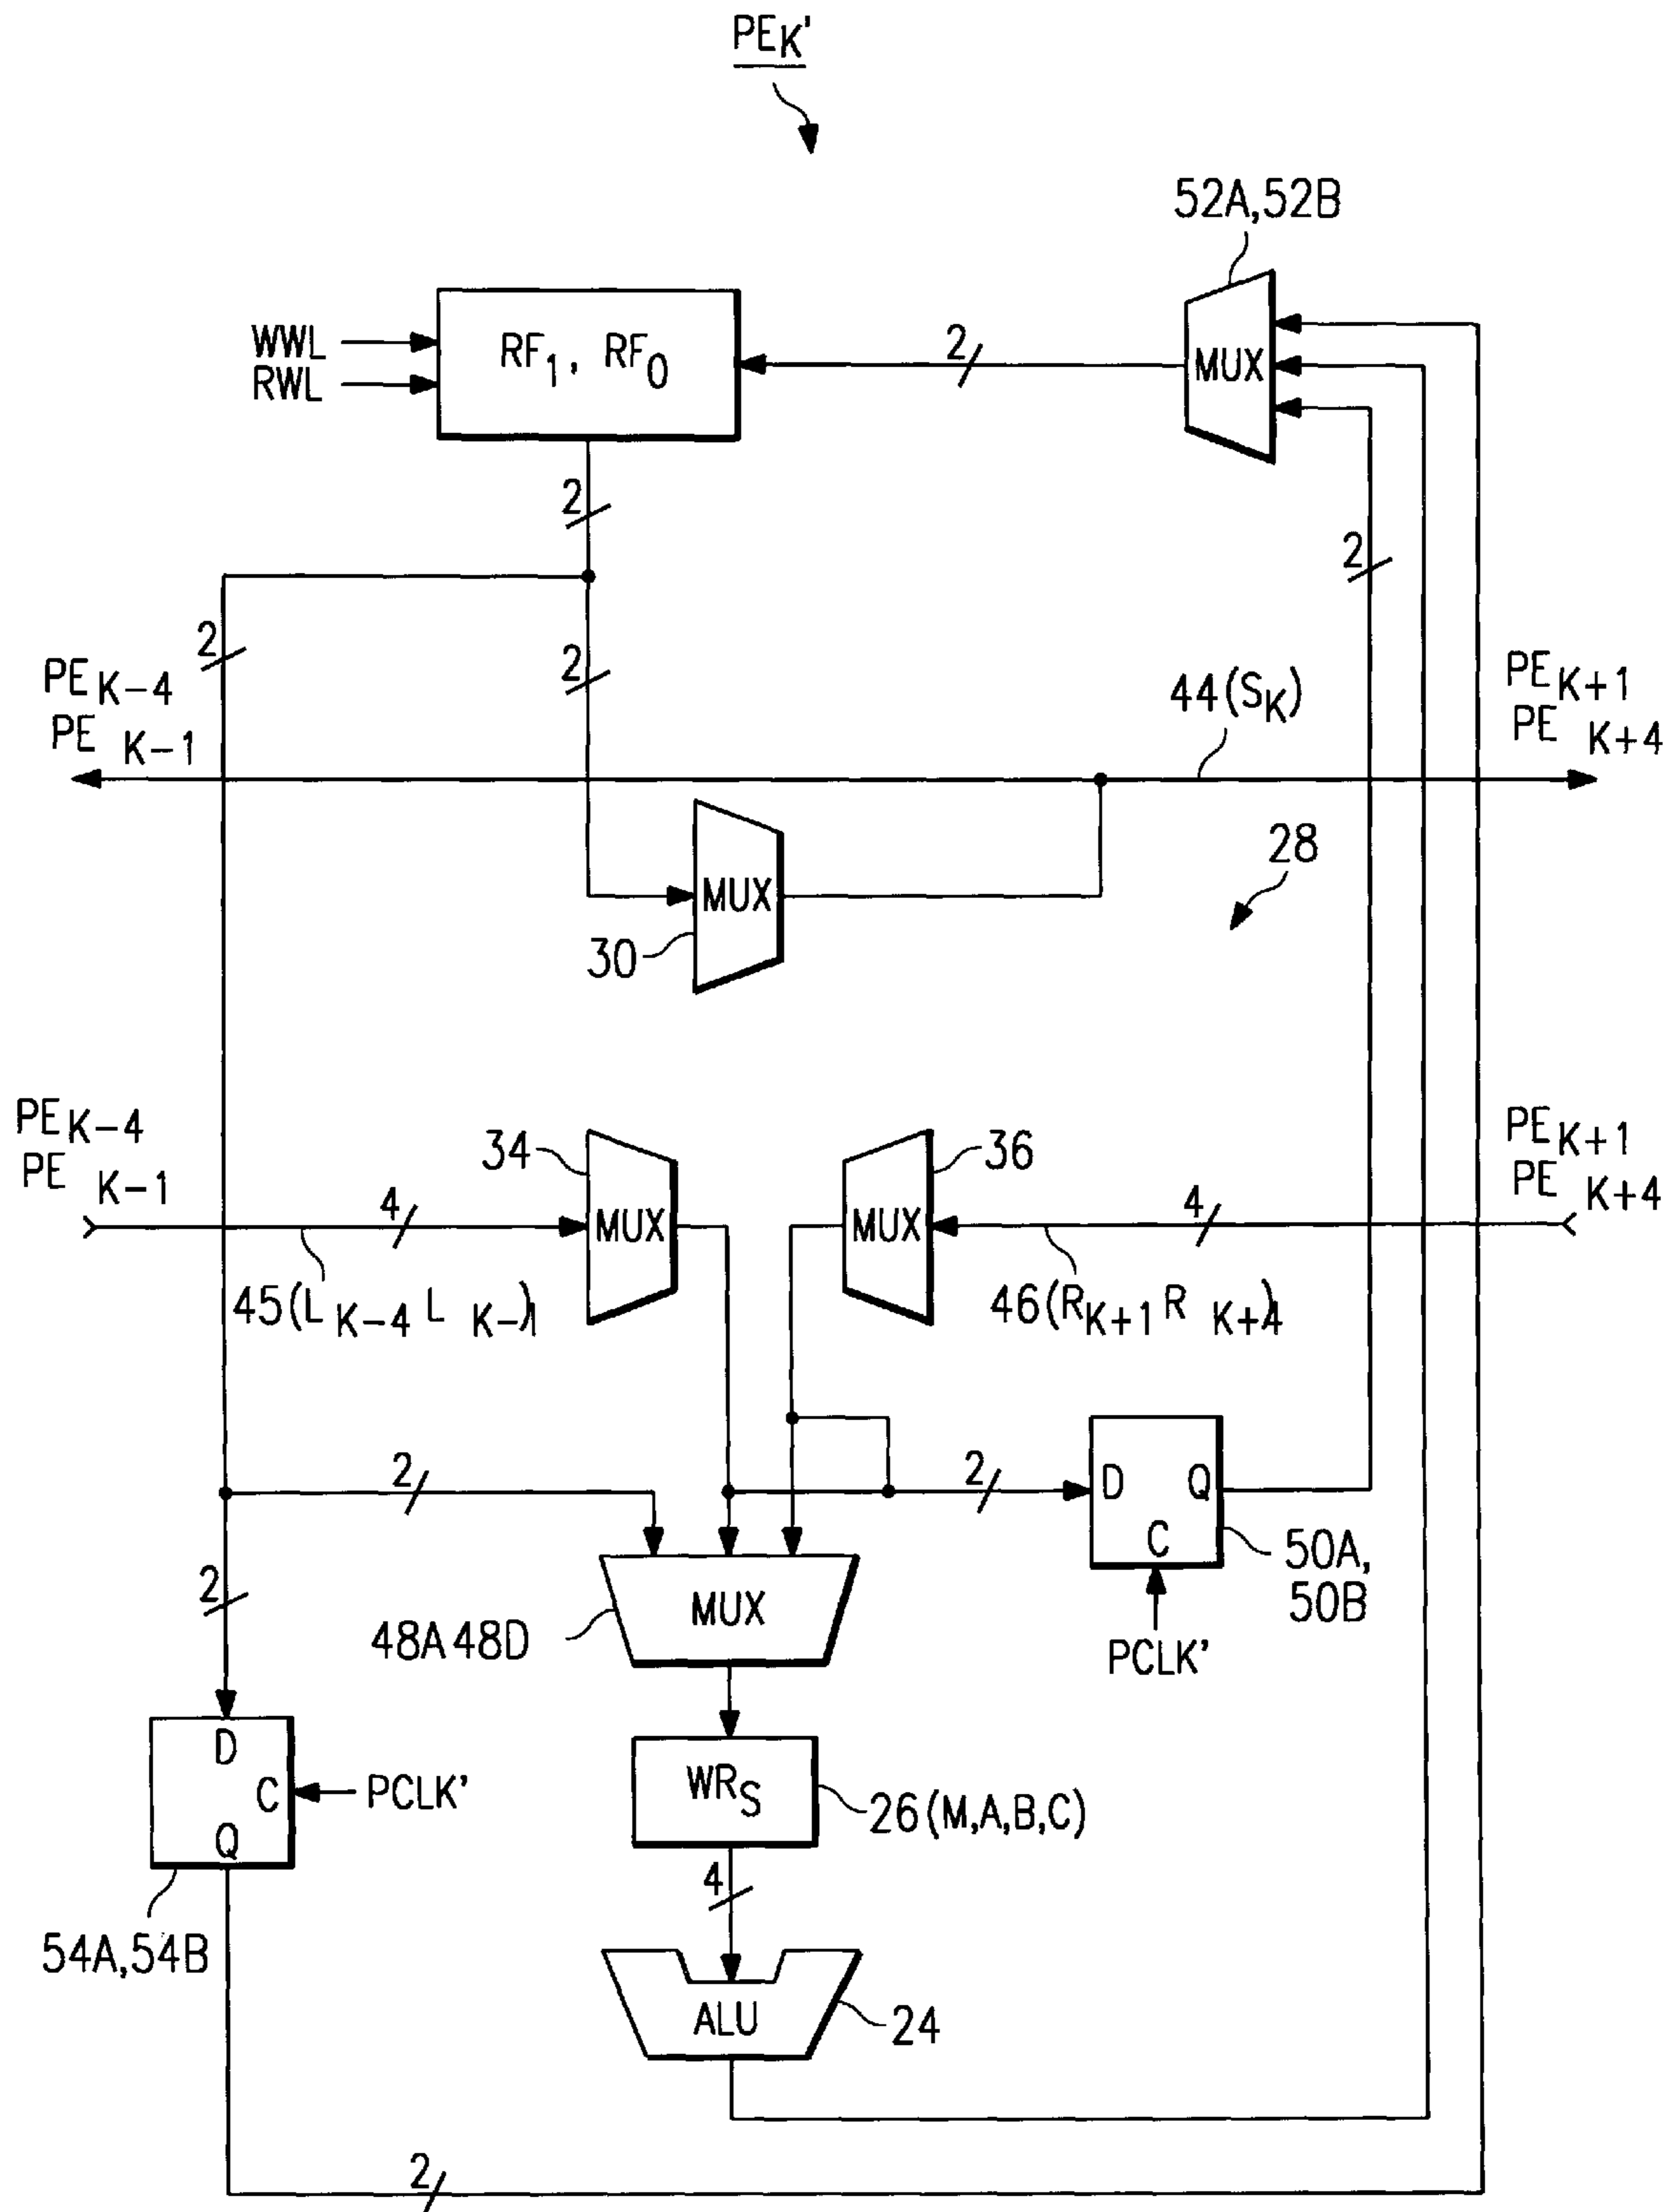 PEK'
52A,52B
WWL
RWL
RF1, RF0
2
MUX
2
2
2
2
PEK-4
PE K-1
44(SK)
PEK+1
PE K+4
28
MUX
30
PEK-4
PE K-1
34
36
PEK+1
PE K+4
4
MUX
MUX
4
45(LK-4 L K-)1
46(RK+1 R K+)4
2
2
D Q
C
50A,
50B
PCLK'
2
MUX
48A48D
D
C
Q
PCLK'
WRS
26(M,A,B,C)
4
54A,54B
ALU
24
2